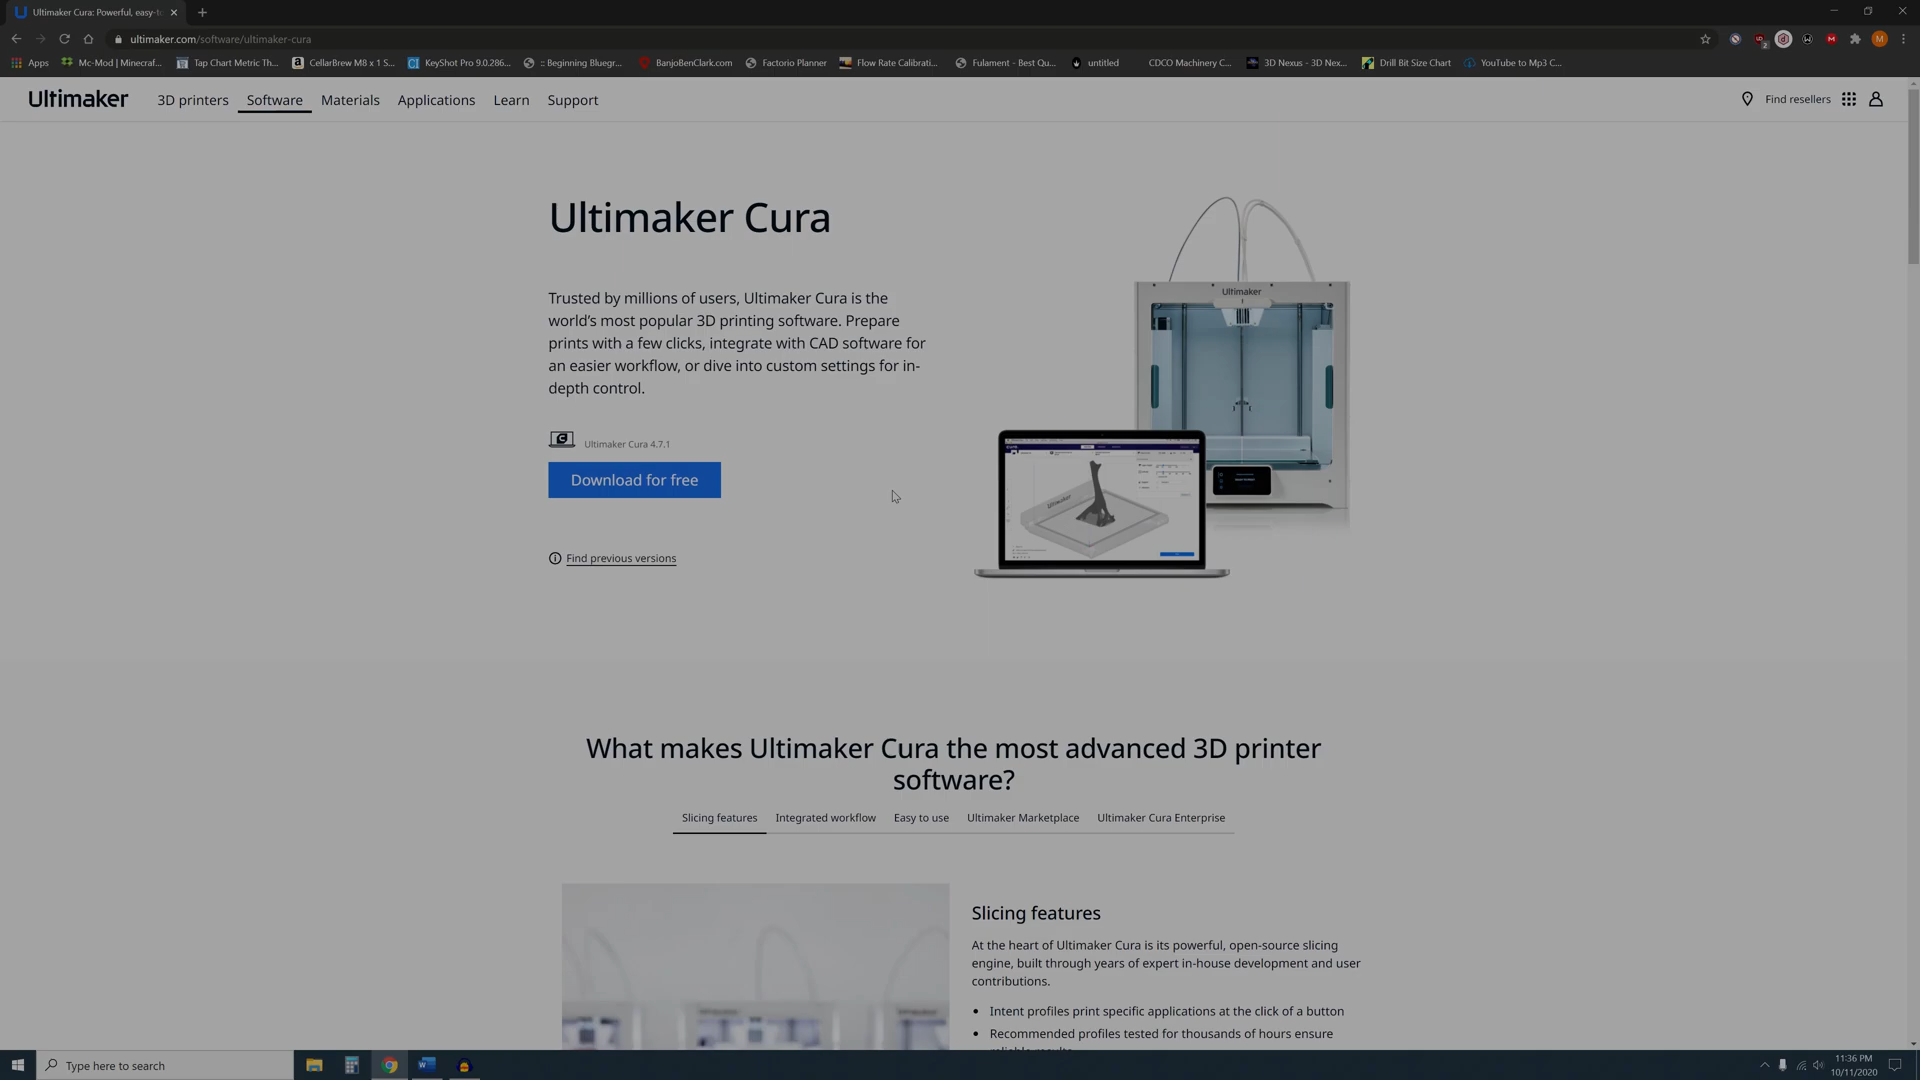 Ultimaker Cura: Powerful, easy-to
ultimaker.com/software/ultimaker-cura
Apps
Mc-Mod | Minecraf...
Tap Chart Metric Th...
CellarBrew M8 x 1 S...
KeyShot Pro 9.0.286...
:: Beginning Bluegr...
BanjoBenClark.com
Factorio Planner
Flow Rate Calibrati...
Fulament - Best Qu...
untitled
CDCO Machinery C...
3D Nexus - 3D Nex...
Drill Bit Size Chart
YouTube to Mp3 C...
Ultimaker
3D printers
Software
Materials
Applications
Learn
Support
Find resellers
Ultimaker Cura
Trusted by millions of users, Ultimaker Cura is the
world's most popular 3D printing software. Prepare
prints with a few clicks, integrate with CAD software for
an easier workflow, or dive into custom settings for in-
depth control.
Ultimaker Cura 4.7.1
Download for free
Find previous versions
Ultimaker
What makes Ultimaker Cura the most advanced 3D printer
software?
Slicing features
Integrated workflow
Easy to use
Ultimaker Marketplace
Ultimaker Cura Enterprise
Slicing features
At the heart of Ultimaker Cura is its powerful, open-source slicing
engine, built through years of expert in-house development and user
contributions.
Intent profiles print specific applications at the click of a button
Recommended profiles tested for thousands of hours ensure
reliable results
Type here to search
11:36 PM
10/11/2020